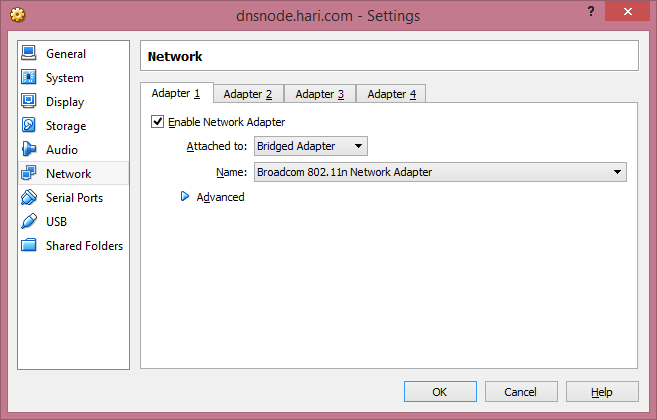 dnsnode.hari.com - Settings
?
General
System
Display
Storage
Audio
Network
Serial Ports
USB
Shared Folders
Network
Adapter 1 Adapter 2 Adapter 3 Adapter 4
Enable Network Adapter
Attached to: Bridged Adapter
Name: Broadcom 802.11n Network Adapter
Advanced
OK Cancel Help